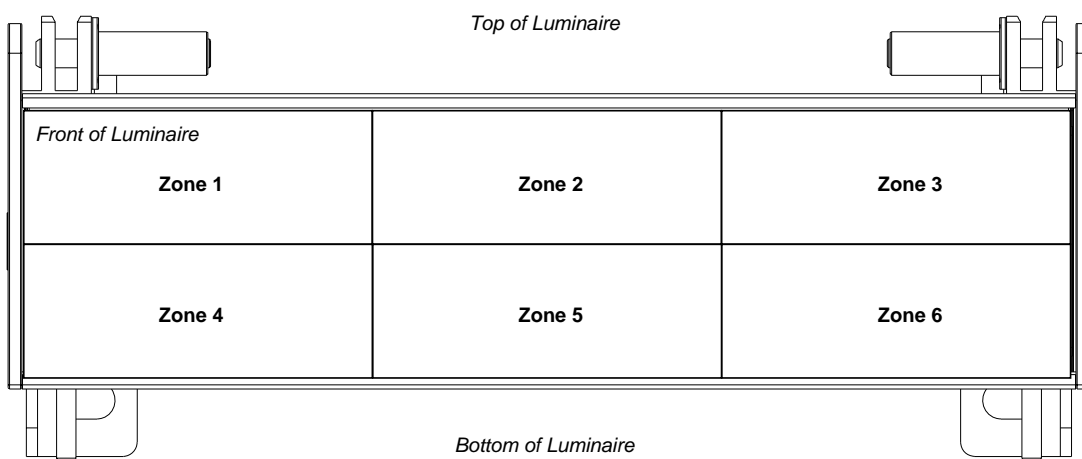 Top of Luminaire
Front of Luminaire
Zone 1 Zone 2 Zone 3
Zone 4 Zone 5 Zone 6
Bottom of Luminaire